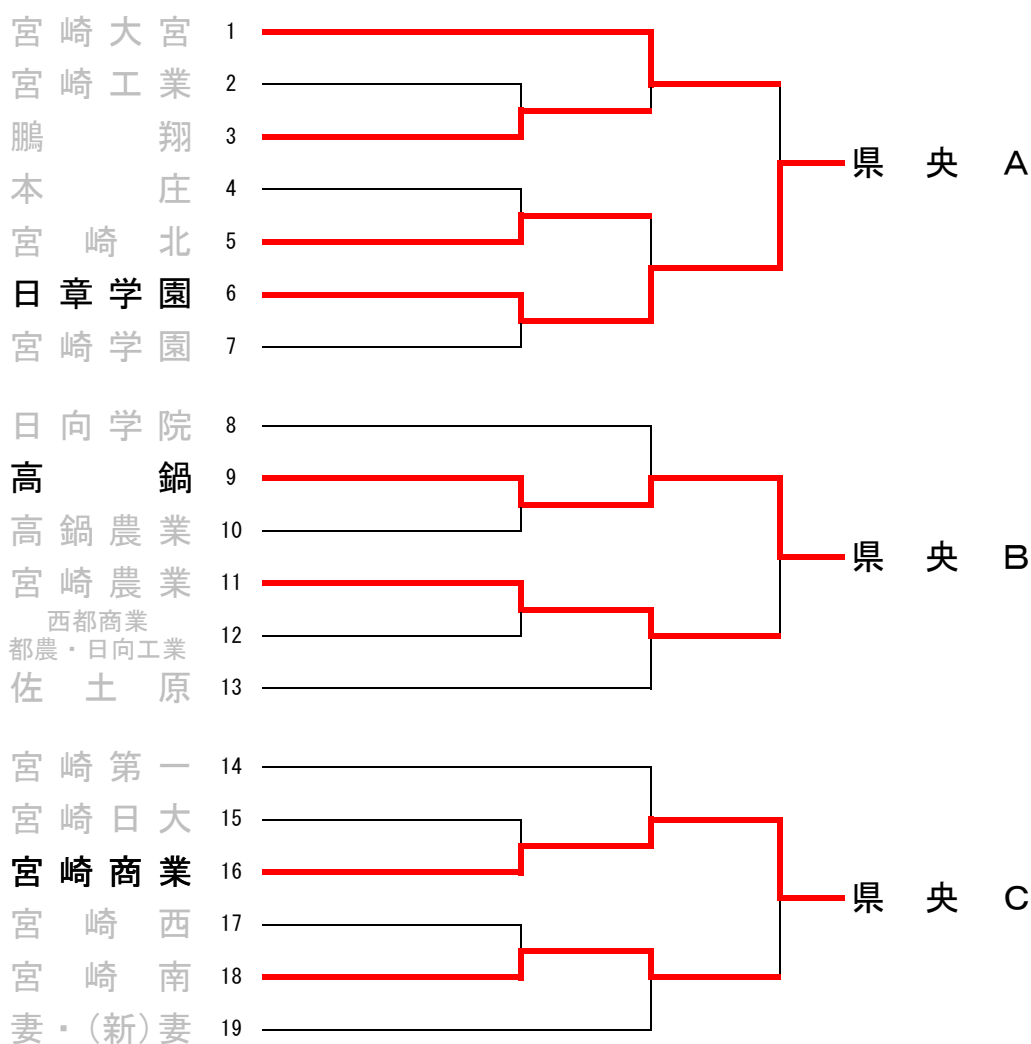 宮崎大宮 1
宮崎工業 2
鵬翔 3
県央A
本庄 4
宮崎北 5
日章学園 6
宮崎学園 7
日向学院 8
高鍋 9
高鍋農業 10
県央B
宮崎農業 11
西都商業
都農・日向工業 12
佐土原 13
宮崎第一 14
宮崎日大 15
宮崎商業 16
県央C
宮崎西 17
宮崎南 18
妻・(新)妻 19